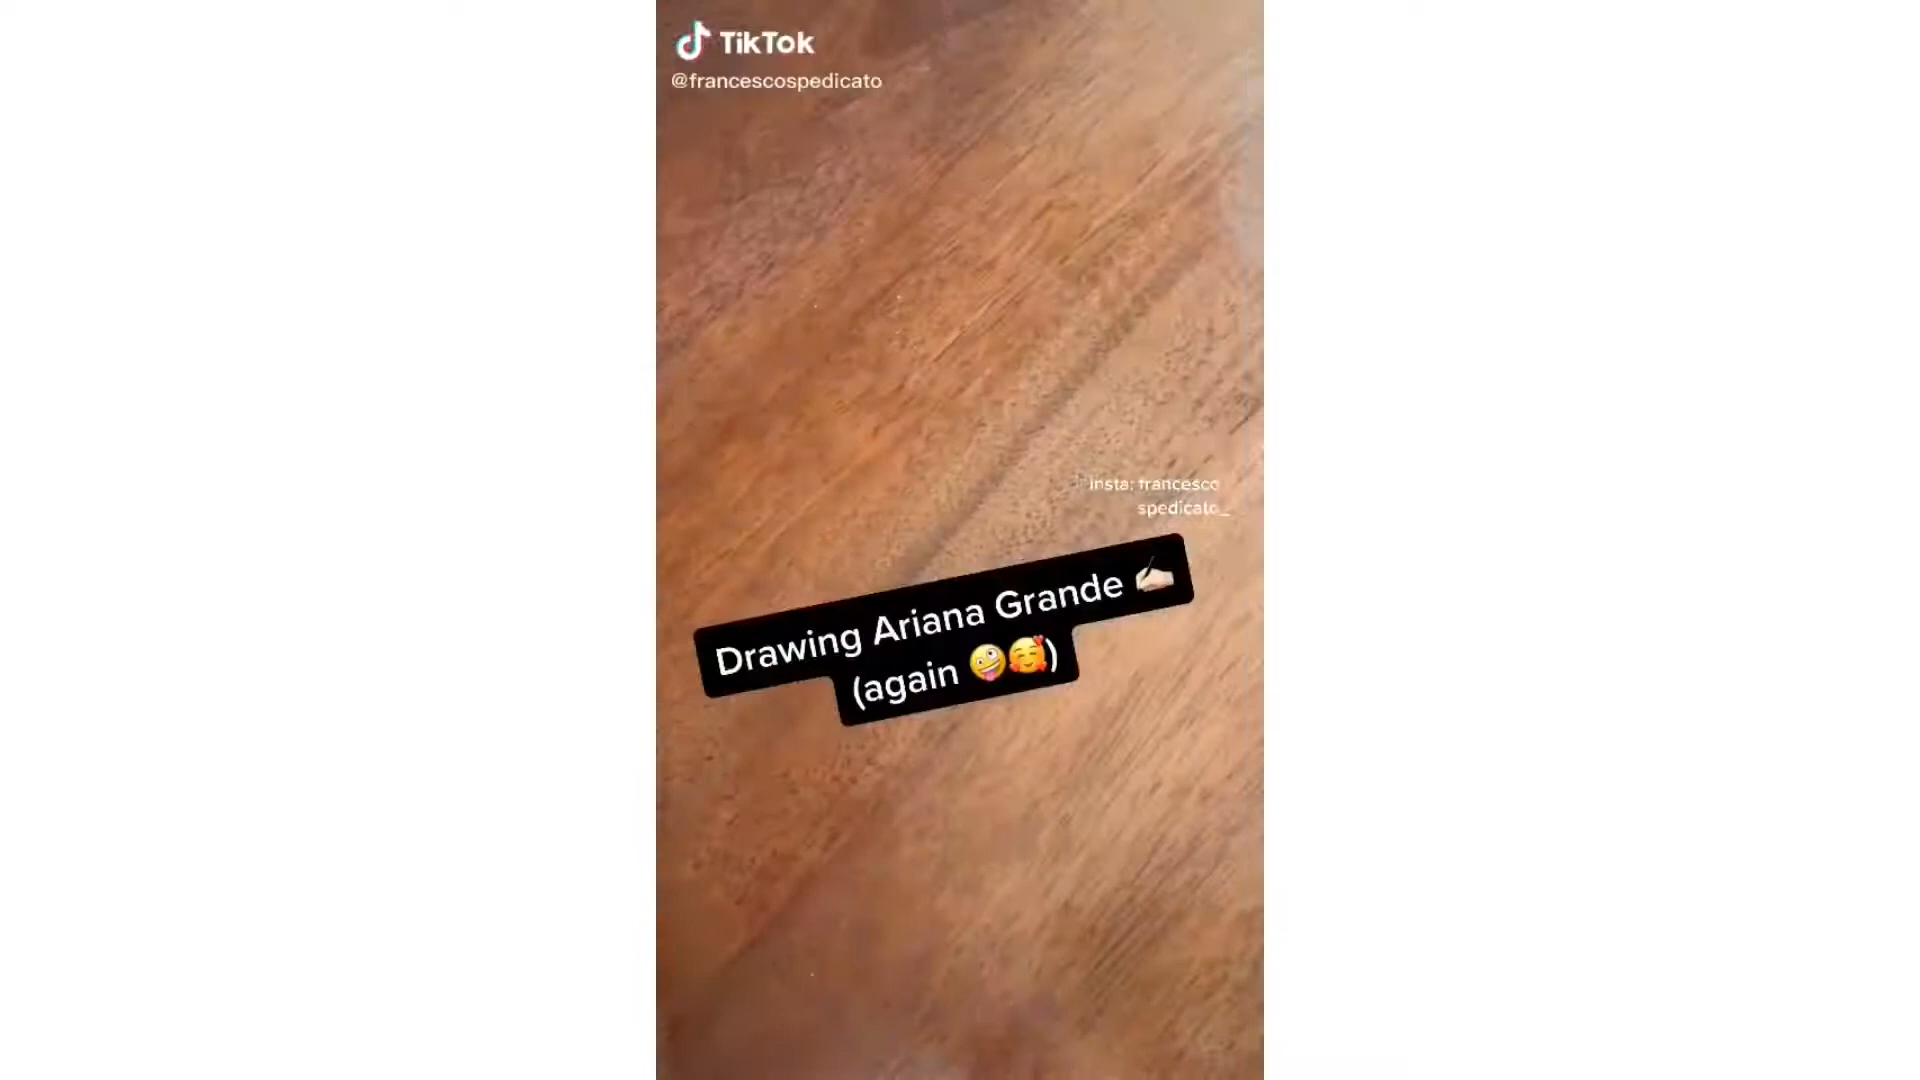 TikTok
@francescospedicato
insta: francesco
spedicato_
Drawing Ariana Grande ✍🏻
(again 🤪🥰)